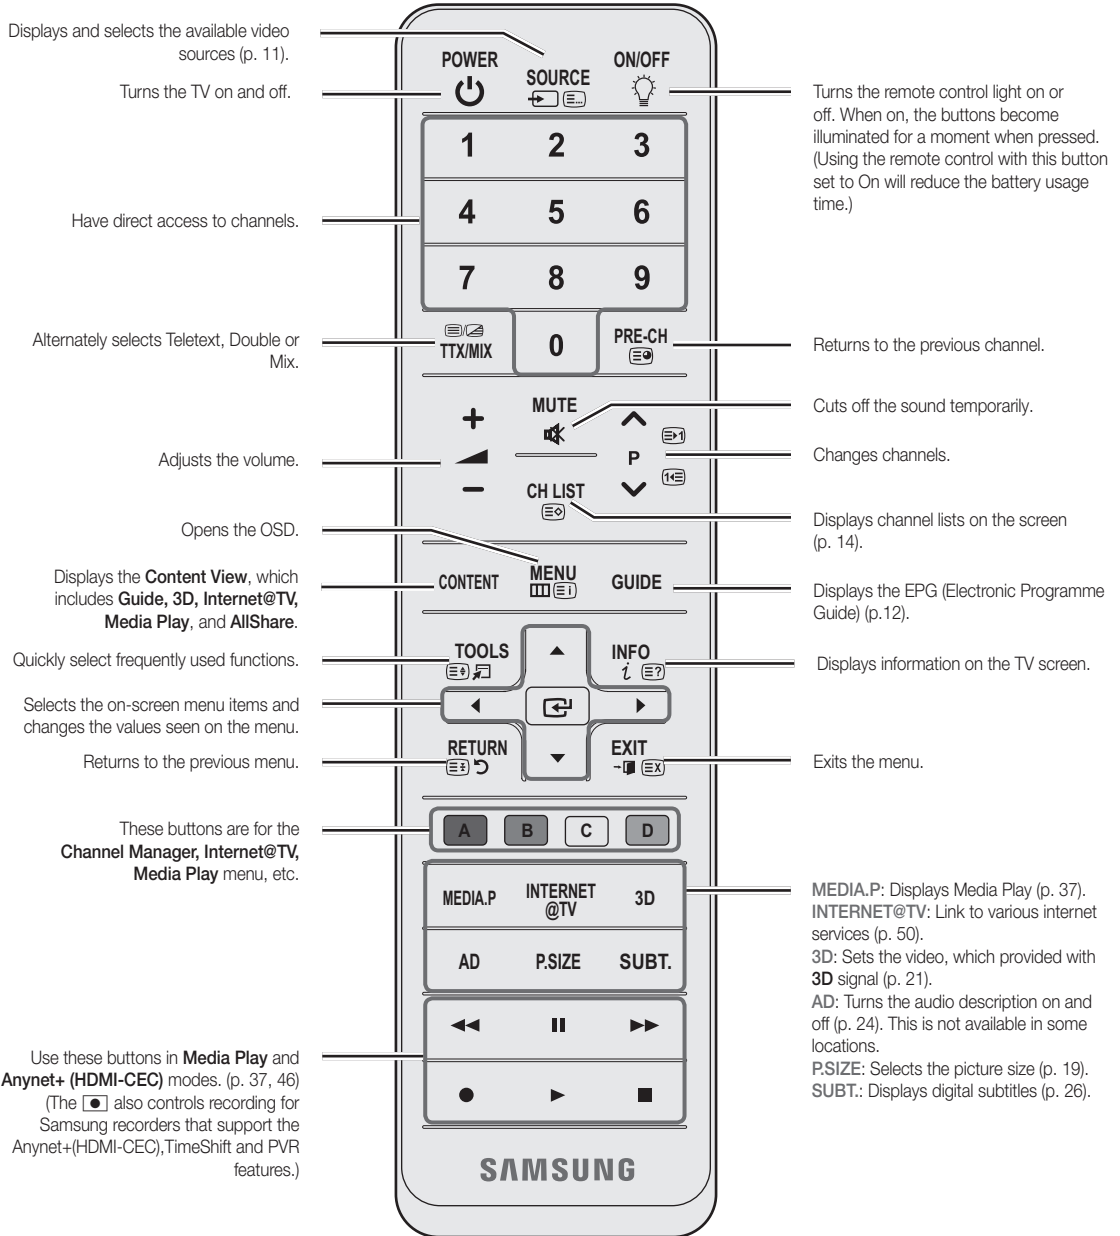 Displays and selects the available video
sources (p. 11).
Turns the TV on and off.
Have direct access to channels.
Alternately selects Teletext, Double or
Mix.
Adjusts the volume.
Opens the OSD.
Displays the Content View, which
includes Guide, 3D, Internet@TV,
Media Play, and AllShare.
Quickly select frequently used functions.
Selects the on-screen menu items and
changes the values seen on the menu.
Returns to the previous menu.
These buttons are for the
Channel Manager, Internet@TV,
Media Play menu, etc.
Use these buttons in Media Play and
Anynet+ (HDMI-CEC) modes. (p. 37, 46)
(The also controls recording for
Samsung recorders that support the
Anynet+(HDMI-CEC),TimeShift and PVR
features.)
POWER
SOURCE
ON/OFF
1 2 3
4 5 6
7 8 9
TTX/MIX
0
PRE-CH
MUTE
P
CH LIST
CONTENT
MENU
GUIDE
TOOLS
INFO
RETURN
EXIT
A B C D
MEDIA.P
INTERNET
@TV
3D
AD
P.SIZE
SUBT.
SAMSUNG
Turns the remote control light on or
off. When on, the buttons become
illuminated for a moment when pressed.
(Using the remote control with this button
set to On will reduce the battery usage
time.)
Returns to the previous channel.
Cuts off the sound temporarily.
Changes channels.
Displays channel lists on the screen
(p. 14).
Displays the EPG (Electronic Programme
Guide) (p.12).
Displays information on the TV screen.
Exits the menu.
MEDIA.P: Displays Media Play (p. 37).
INTERNET@TV: Link to various internet
services (p. 50).
3D: Sets the video, which provided with
3D signal (p. 21).
AD: Turns the audio description on and
off (p. 24). This is not available in some
locations.
P.SIZE: Selects the picture size (p. 19).
SUBT.: Displays digital subtitles (p. 26).